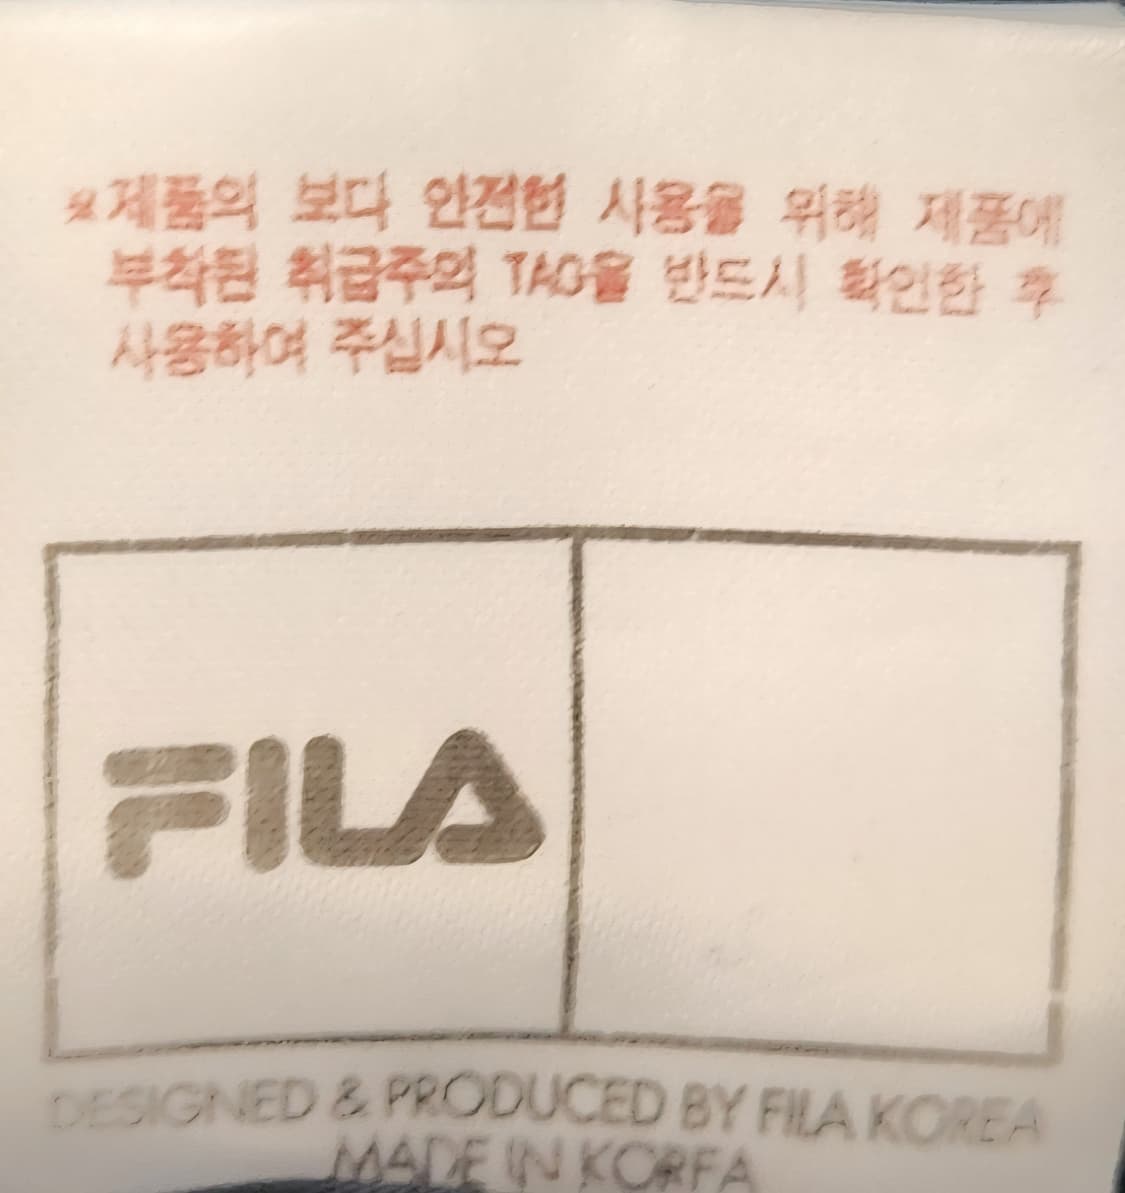 ※제품의 보다 안전한 사용을 위해 제품에
부착된 취급주의 TAG을 반드시 확인한 후
사용하여 주십시오
FILA
DESIGNED & PRODUCED BY FILA KOREA
MADE IN KOREA